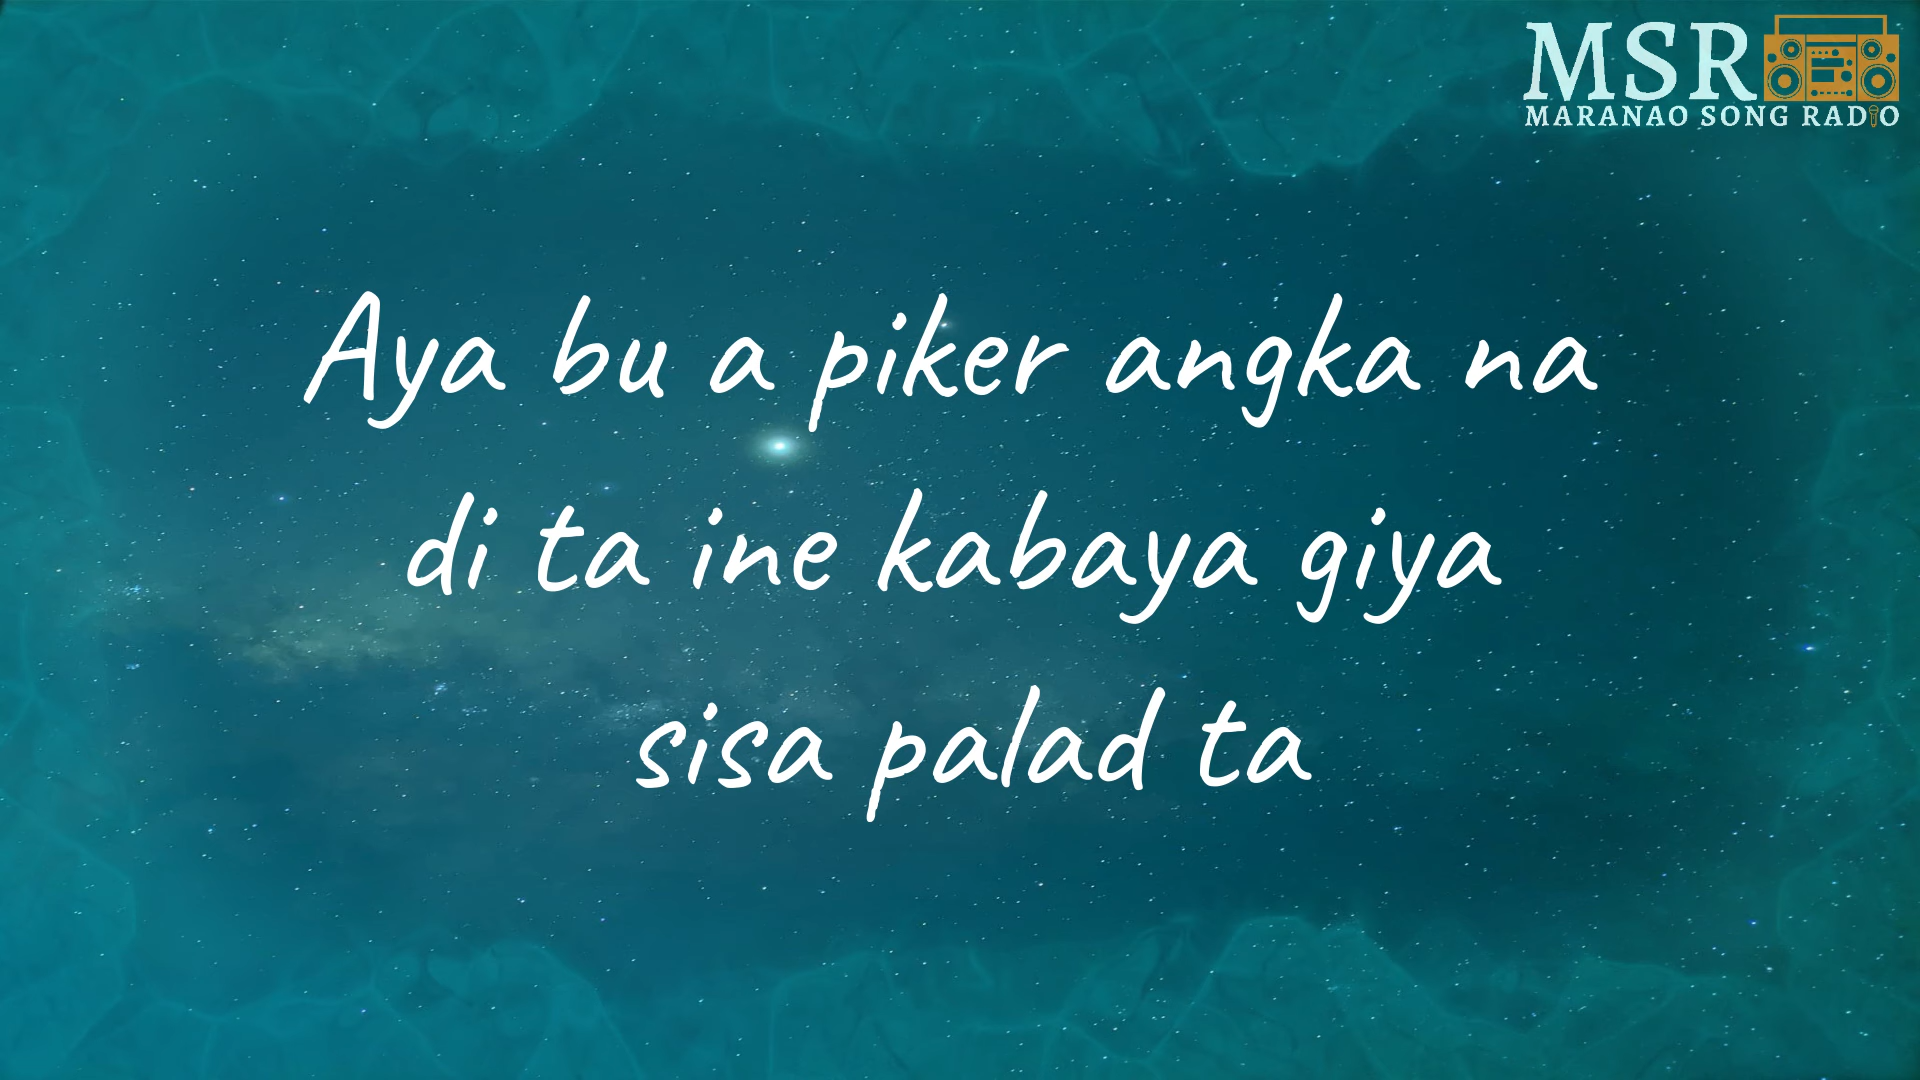 MSR
MARANAO SONG RADIO
Aya bu a piker angka na
di ta ine kabaya giya
sisa palad ta